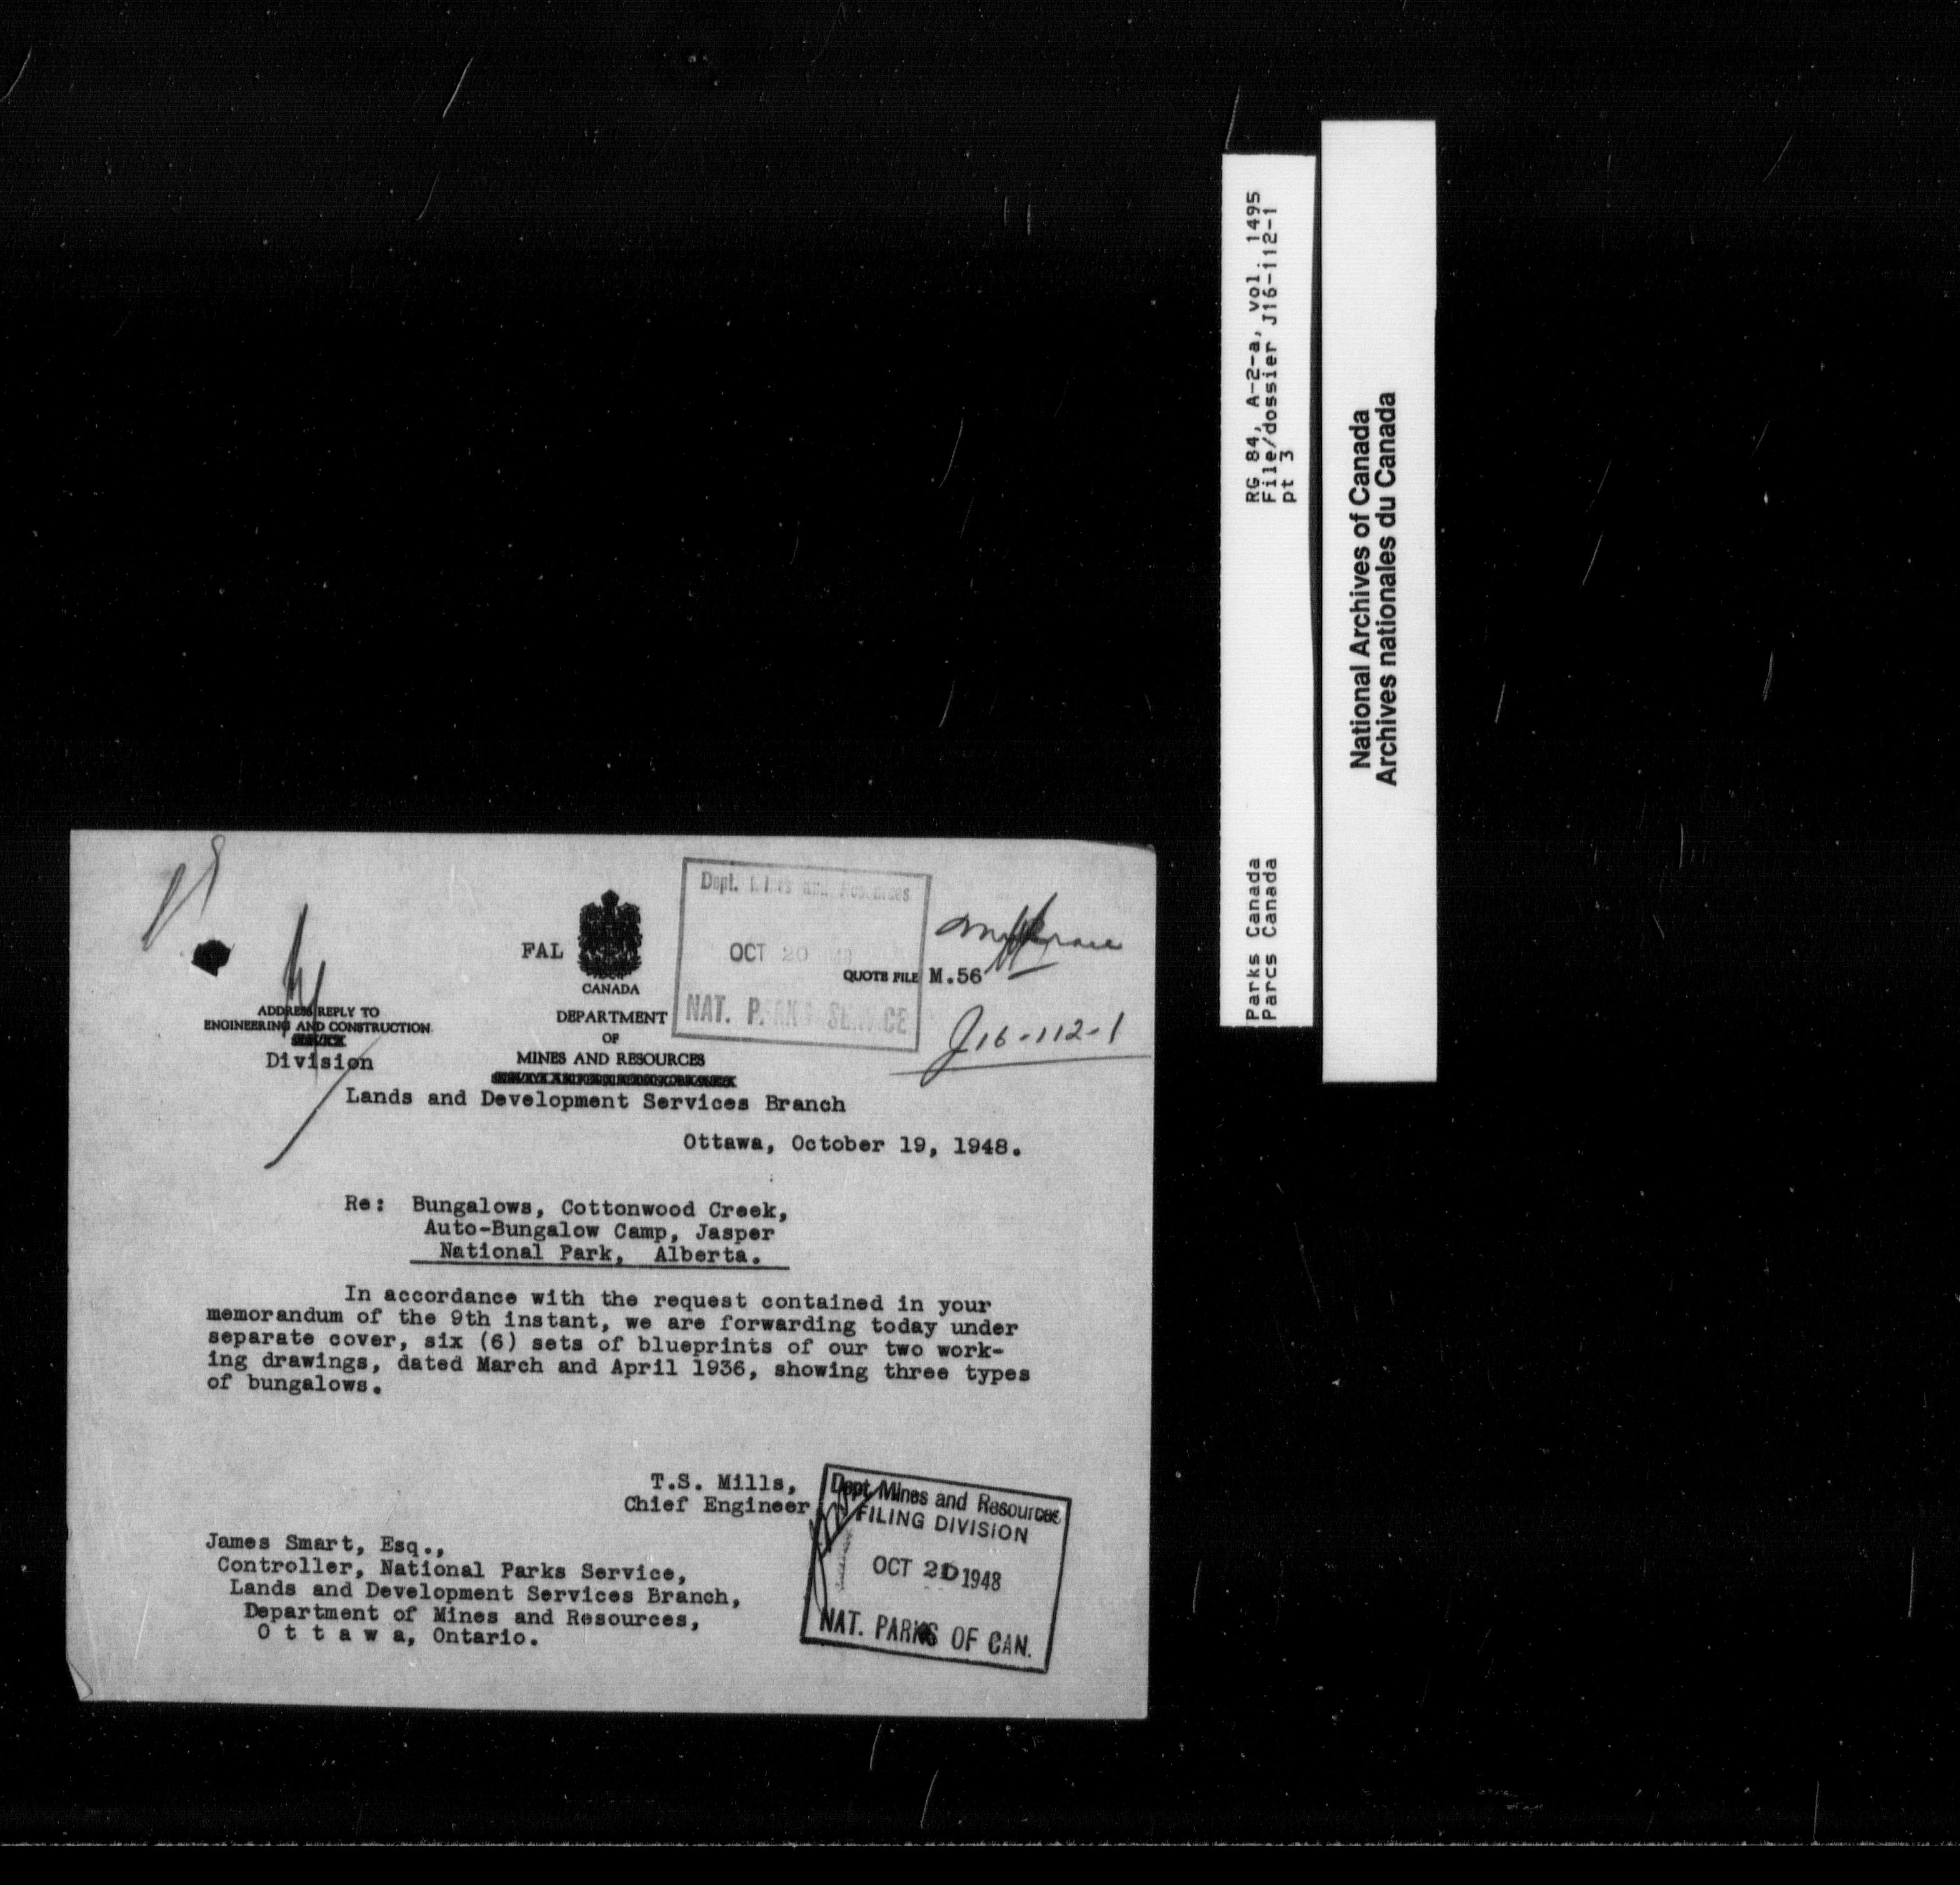 RG 84, A-2-a, vol. 1495
File/dossier J16-112-1
pt 3
Parks Canada
Parcs Canada
National Archives of Canada
Archives nationales du Canada
Dept. Mines and Resources
OCT 20
NAT. PARKS SERVICE
FAL
CANADA
QUOTE FILE M.56
J16-112-1
ADDRESS REPLY TO
ENGINEERING AND CONSTRUCTION
Division
DEPARTMENT
OF
MINES AND RESOURCES
Lands and Development Services Branch
Ottawa, October 19, 1948.
Re: Bungalows, Cottonwood Creek,
Auto-Bungalow Camp, Jasper
National Park, Alberta.
In accordance with the request contained in your
memorandum of the 9th instant, we are forwarding today under
separate cover, six (6) sets of blueprints of our two work-
ing drawings, dated March and April 1936, showing three types
of bungalows.
T.S. Mills,
Chief Engineer
Dept. Mines and Resources
FILING DIVISION
OCT 1948
NAT. PARKS OF CAN.
James Smart, Esq.,
Controller, National Parks Service,
Lands and Development Services Branch,
Department of Mines and Resources,
O t t a w a, Ontario.